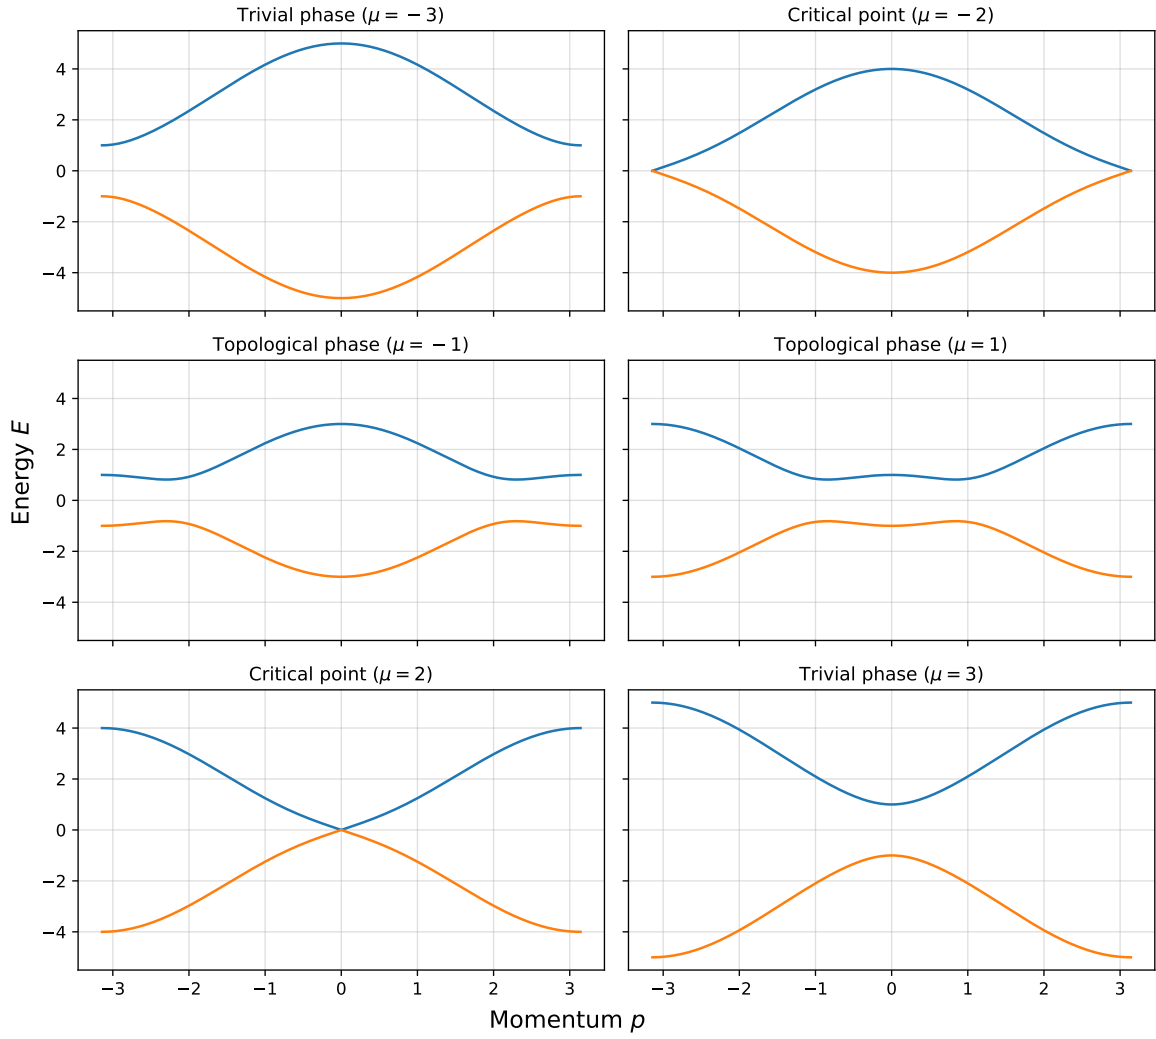 Trivial phase (μ = −3)
Critical point (μ = −2)
4
2
0
−2
−4
Topological phase (μ = −1)
Topological phase (μ = 1)
4
2
0
−2
−4
Energy E
Critical point (μ = 2)
Trivial phase (μ = 3)
4
2
0
−2
−4
−3 −2 −1 0 1 2 3
−3 −2 −1 0 1 2 3
Momentum p